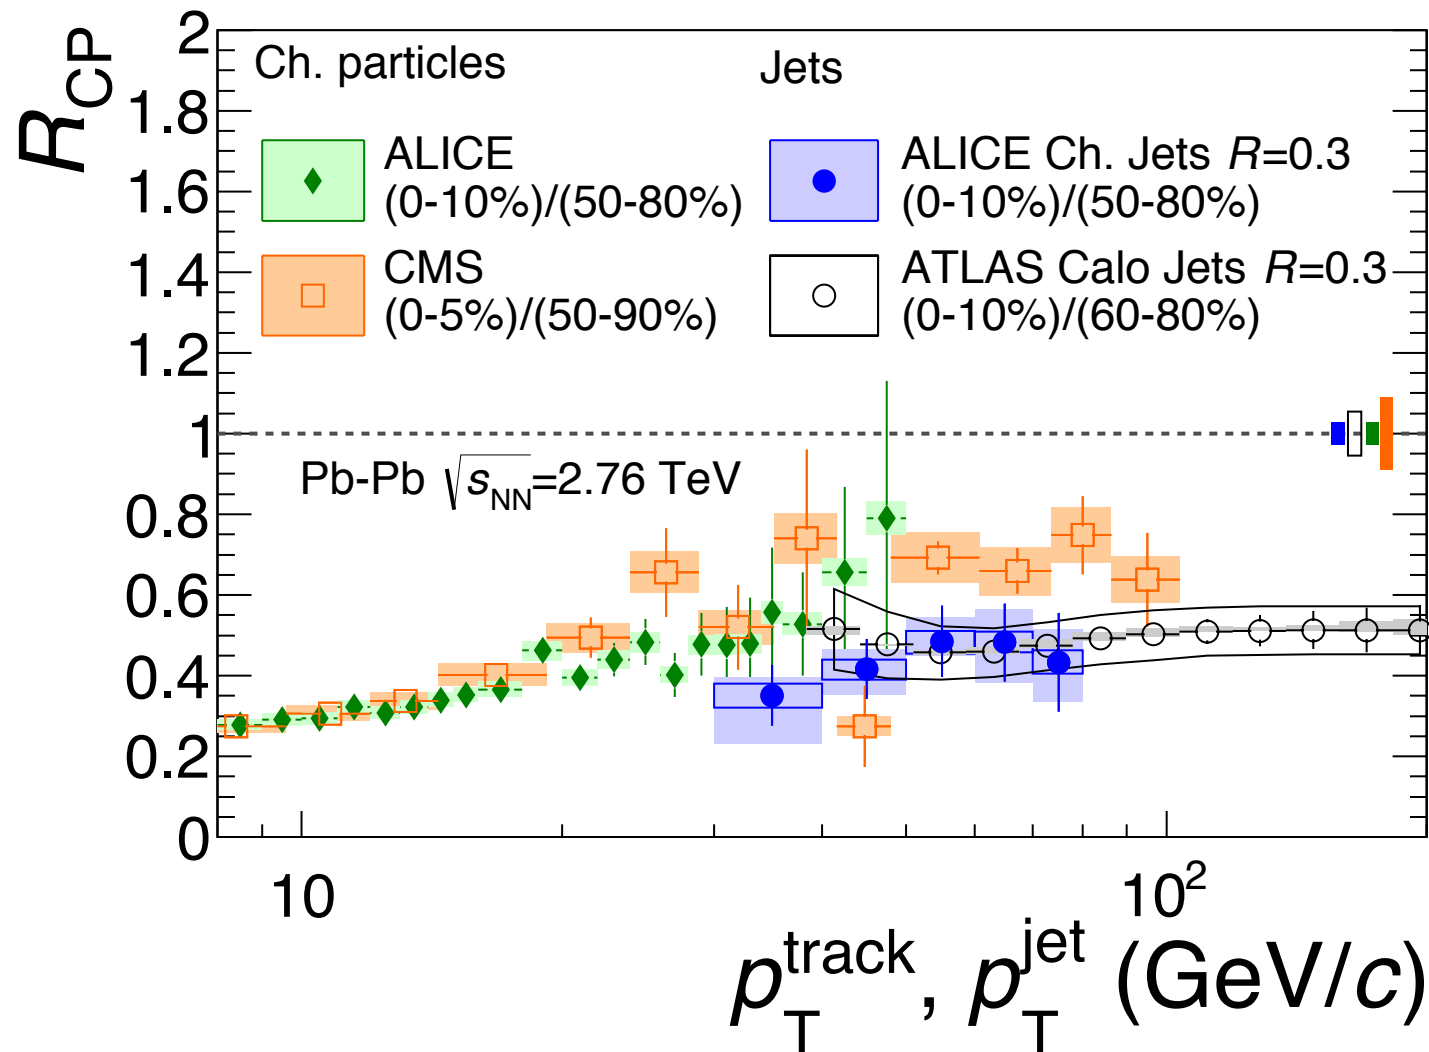 R_CP
2
1.8
1.6
1.4
1.2
1
0.8
0.6
0.4
0.2
0
Ch. particles
ALICE
(0-10%)/(50-80%)
CMS
(0-5%)/(50-90%)
Jets
ALICE Ch. Jets R=0.3
(0-10%)/(50-80%)
ATLAS Calo Jets R=0.3
(0-10%)/(60-80%)
Pb-Pb √s_NN=2.76 TeV
10
10²
p_T^track, p_T^jet (GeV/c)